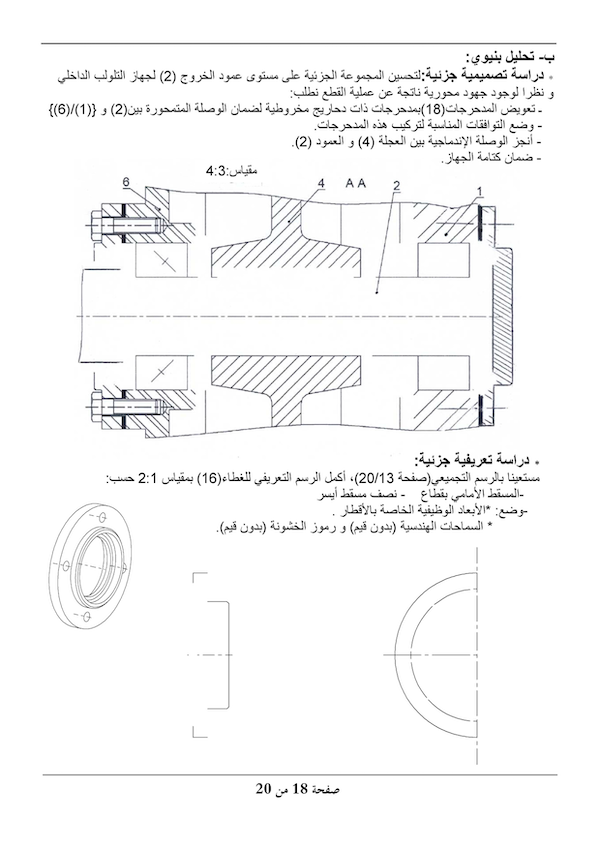 ب- تحليل بنيوي:
• دراسة تصميمية جزئية: لتحسين المجموعة الجزئية على مستوى عمود الخروج (2) لجهاز التلولب الداخلي
و نظرا لوجود جهود محورية ناتجة عن عملية القطع نطلب:
ـ تعويض المدحرجات(18)بمدحرجات ذات دحاريج مخروطية لضمان الوصلة المتمحورة بين(2) و {(1)/(6)}
- وضع التوافقات المناسبة لتركيب هذه المدحرجات.
- أنجز الوصلة الإندماجية بين العجلة (4) و العمود (2).
- ضمان كتامة الجهاز.
مقياس:4:3
6 4 A A 2 1
• دراسة تعريفية جزئية:
مستعينا بالرسم التجميعي(صفحة 20/13)، أكمل الرسم التعريفي للغطاء(16) بمقياس 2:1 حسب:
-المسقط الأمامي بقطاع - نصف مسقط أيسر
-وضع: *الأبعاد الوظيفية الخاصة بالأقطار .
* السماحات الهندسية (بدون قيم) و رموز الخشونة (بدون قيم).
صفحة 18 من 20